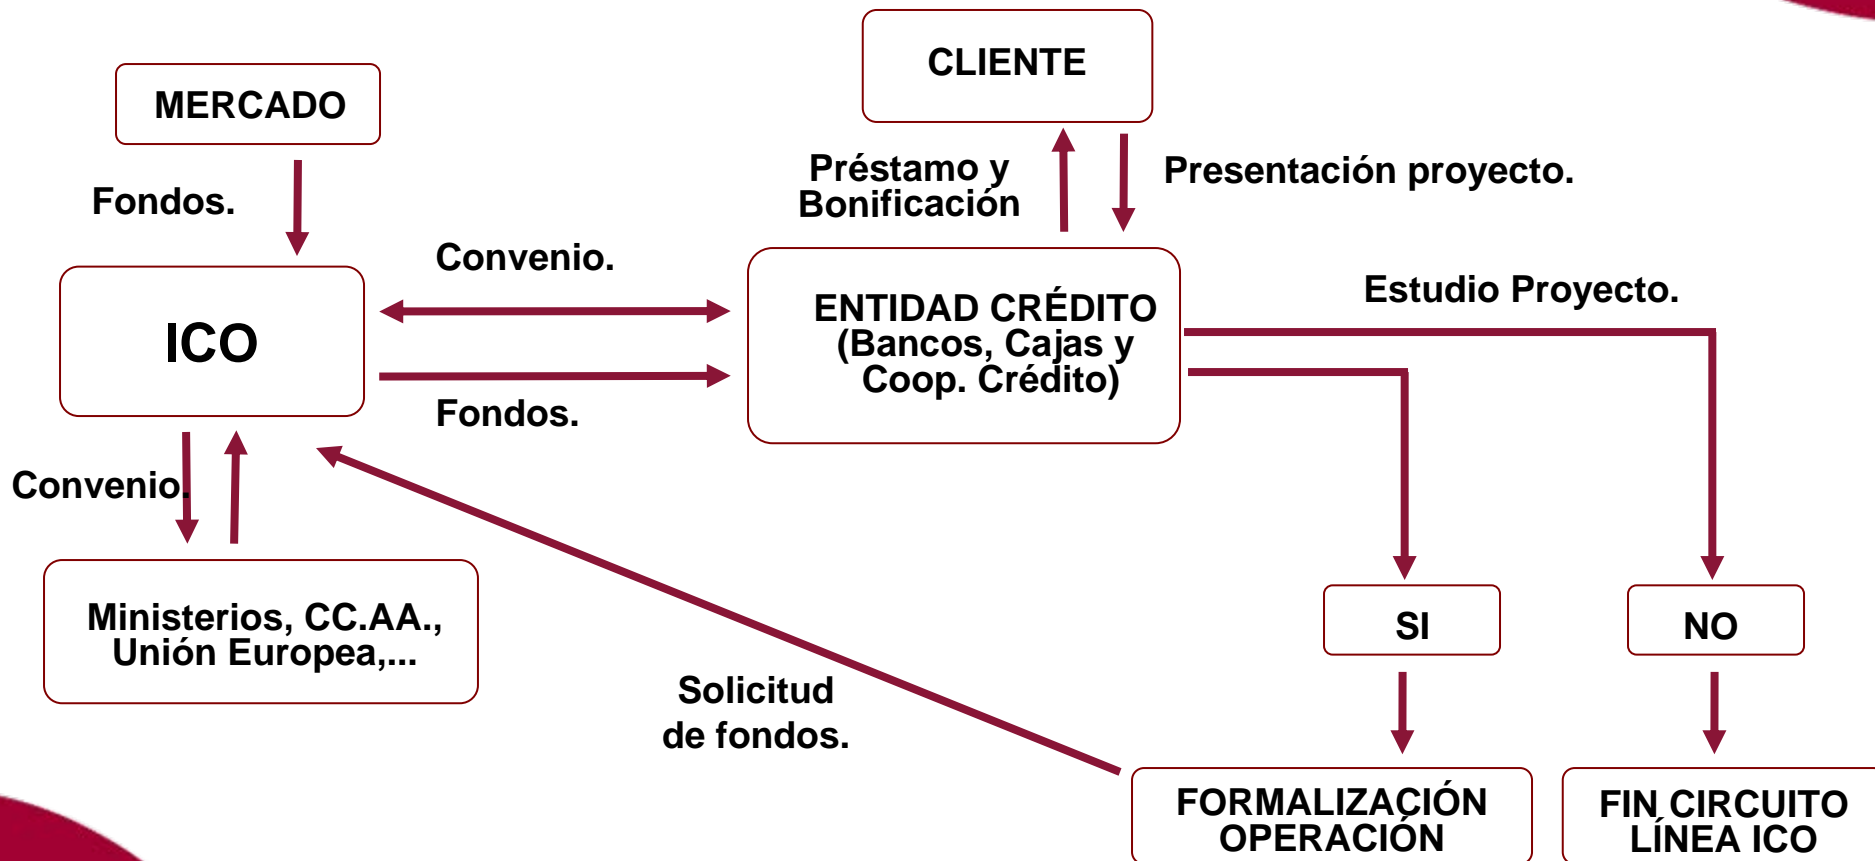 CLIENTE
MERCADO
Préstamo y
Bonificación
Presentación proyecto.
Fondos.
Convenio.
ENTIDAD CRÉDITO
(Bancos, Cajas y
Coop. Crédito)
Estudio Proyecto.
ICO
Fondos.
Convenio.
Ministerios, CC.AA.,
Unión Europea,...
SI
NO
Solicitud
de fondos.
FORMALIZACIÓN
OPERACIÓN
FIN CIRCUITO
LÍNEA ICO